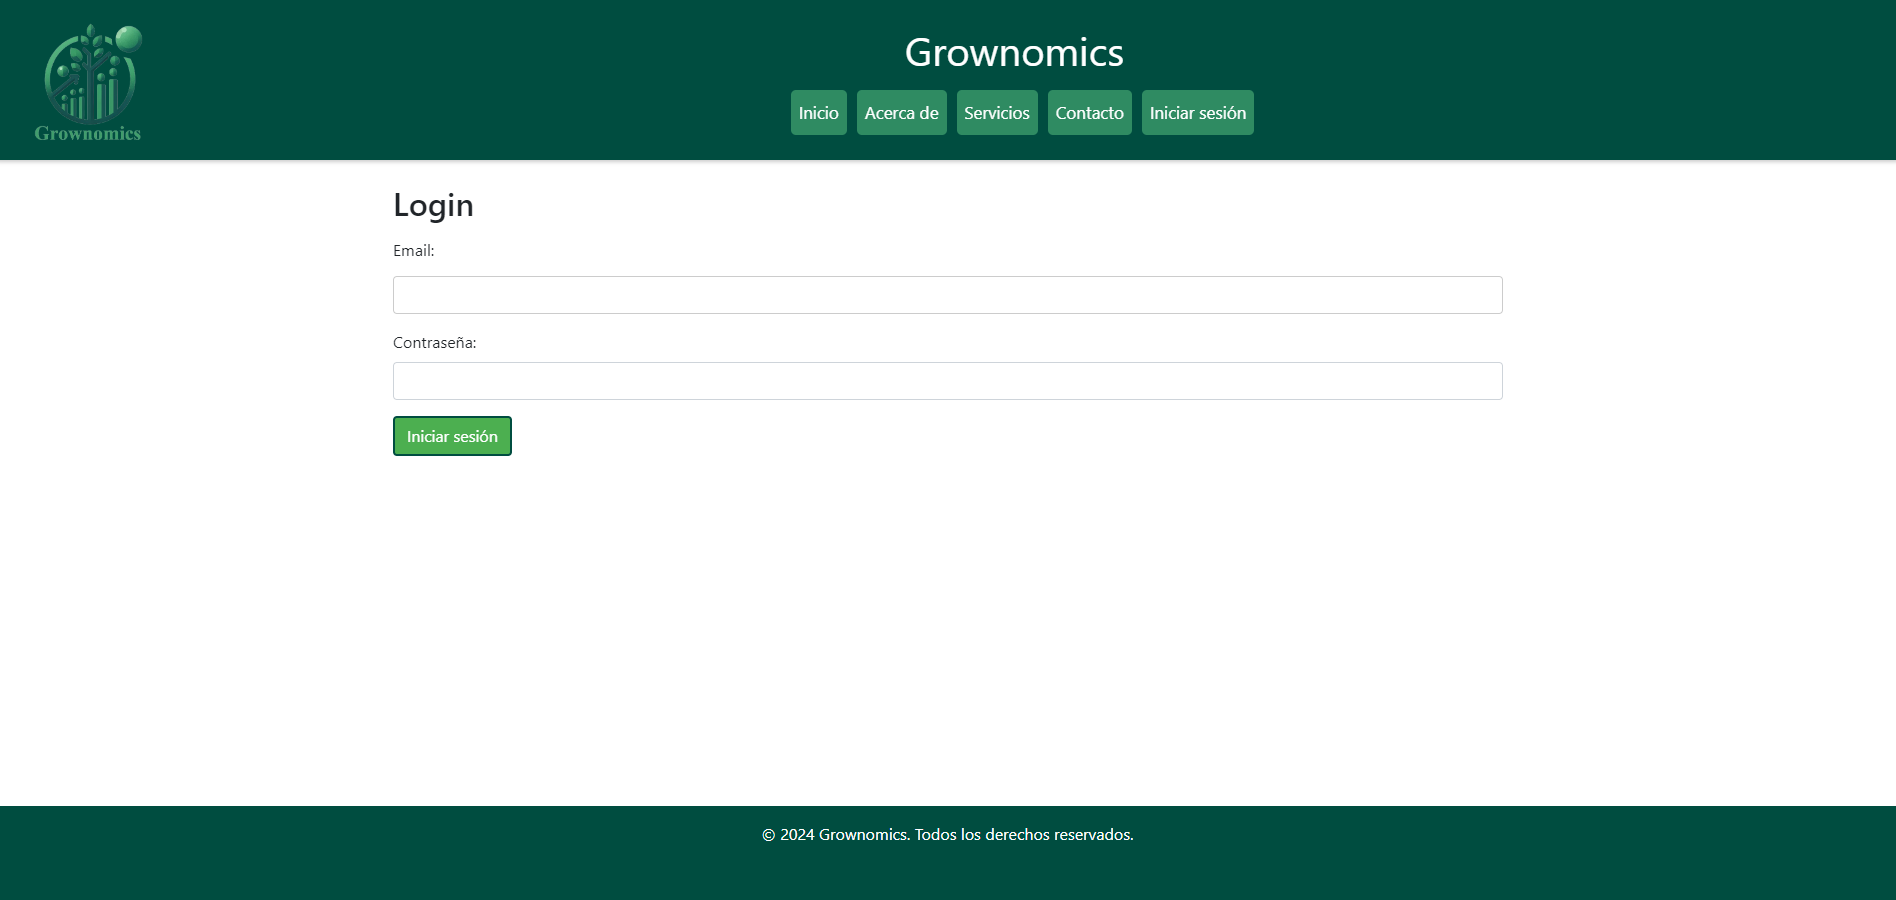 Grownomics
Grownomics
Inicio Acerca de Servicios Contacto Iniciar sesión
Login
Email:
Contraseña:
Iniciar sesión
© 2024 Grownomics. Todos los derechos reservados.